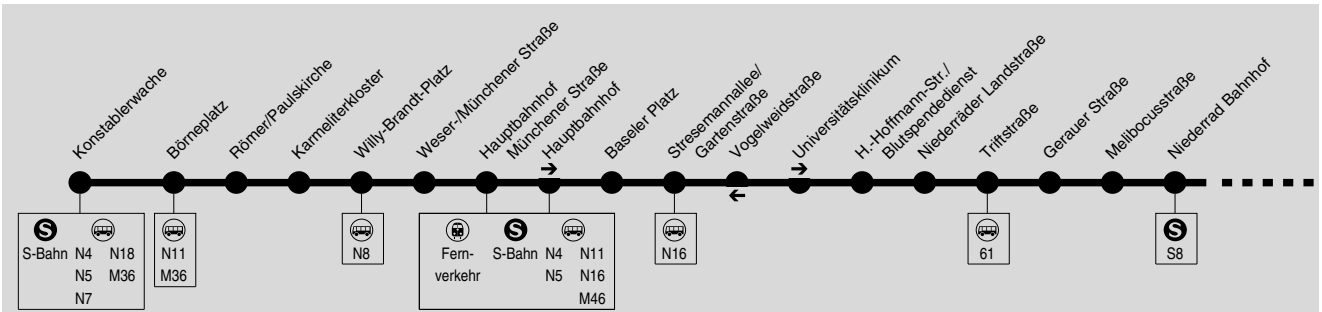 Konstablerwache
Börneplatz
Römer/Paulskirche
Karmeliterkloster
Willy-Brandt-Platz
Weser-/Münchener Straße
Hauptbahnhof
Münchener Straße
Hauptbahnhof
Baseler Platz
Stresemannallee/
Gartenstraße
Vogelweidstraße
Universitätsklinikum
H.-Hoffmann-Str./
Blutspendedienst
Niederräder Landstraße
Triftstraße
Gerauer Straße
Melibocusstraße
Niederrad Bahnhof
S
S-Bahn N4 N18
N5 M36
N7
N11
M36
N8
S
Fern- S-Bahn N4 N11
verkehr N5 N16
M46
N16
61
S
S8